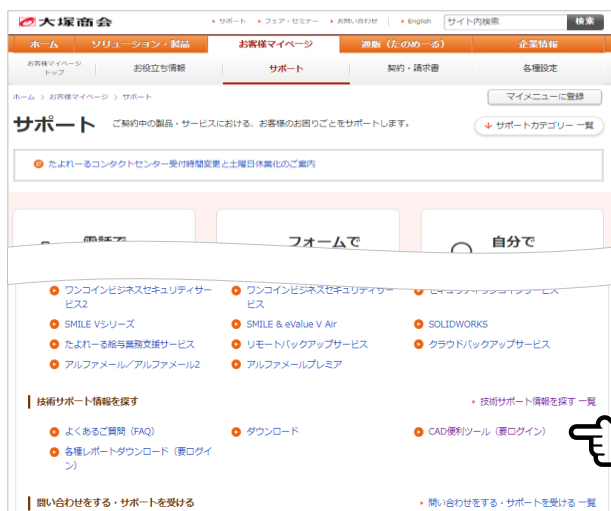 大塚商会
サポート フェア・セミナー お問い合わせ English サイト内検索 検索
ホーム ソリューション・製品 お客様マイページ 通販（たのめーる） 企業情報
お客様マイページ
トップ
お役立ち情報 サポート 契約・請求書 各種設定
ホーム > お客様マイページ > サポート マイメニューに登録
サポート ご契約中の製品・サービスにおける、お客様のお困りごとをサポートします。 サポートカテゴリー 一覧
たよれーるコンタクトセンター受付時間変更と土曜日休業化のご案内
電話で フォームで 自分で
ワンコインビジネスセキュリティサー
ビス2
ワンコインビジネスセキュリティサー
ビス
SMILE Vシリーズ SMILE & eValue V Air SOLIDWORKS
たよれーる給与業務支援サービス リモートバックアップサービス クラウドバックアップサービス
アルファメール／アルファメール2 アルファメールプレミア
技術サポート情報を探す 技術サポート情報を探す 一覧
よくあるご質問（FAQ） ダウンロード CAD便利ツール（要ログイン）
各種レポートダウンロード（要ログイ
ン）
問い合わせをする・サポートを受ける 問い合わせをする・サポートを受ける 一覧